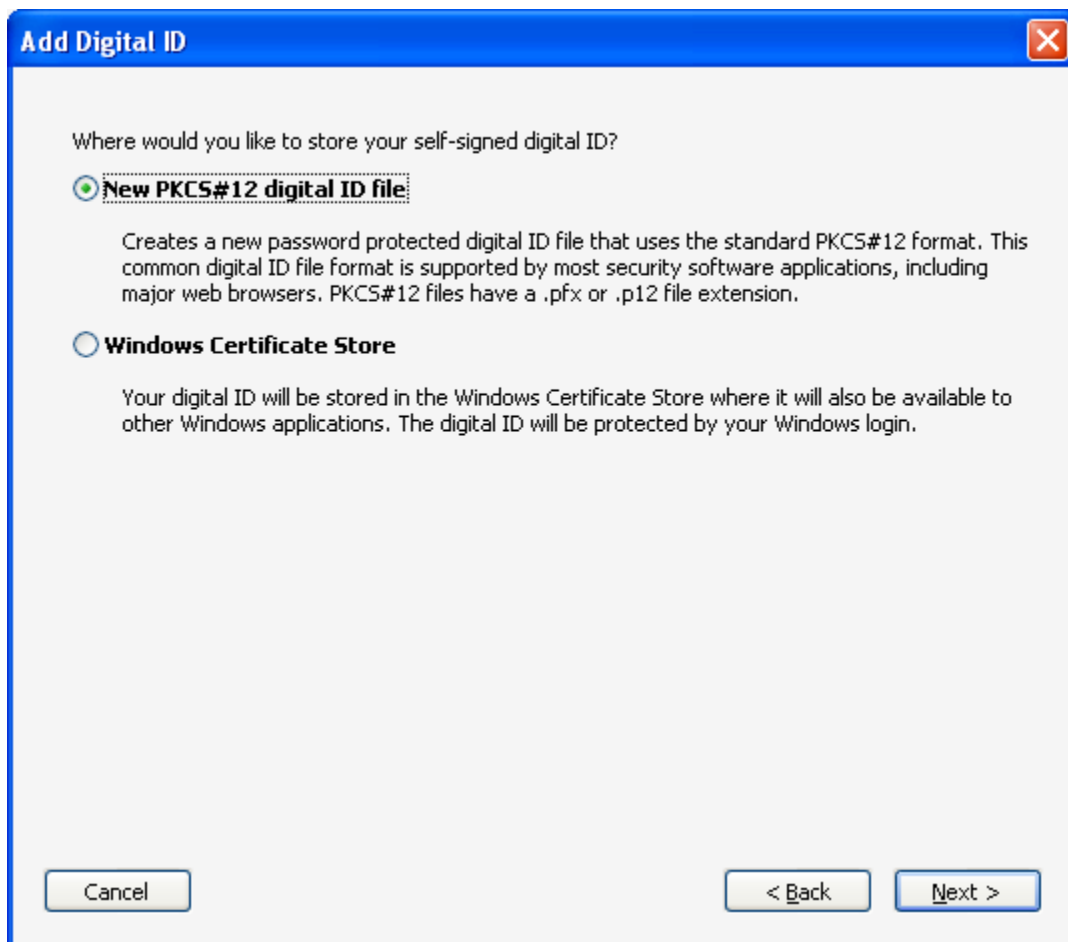 Add Digital ID
Where would you like to store your self-signed digital ID?
New PKCS#12 digital ID file
Creates a new password protected digital ID file that uses the standard PKCS#12 format. This
common digital ID file format is supported by most security software applications, including
major web browsers. PKCS#12 files have a .pfx or .p12 file extension.
Windows Certificate Store
Your digital ID will be stored in the Windows Certificate Store where it will also be available to
other Windows applications. The digital ID will be protected by your Windows login.
Cancel
< Back
Next >